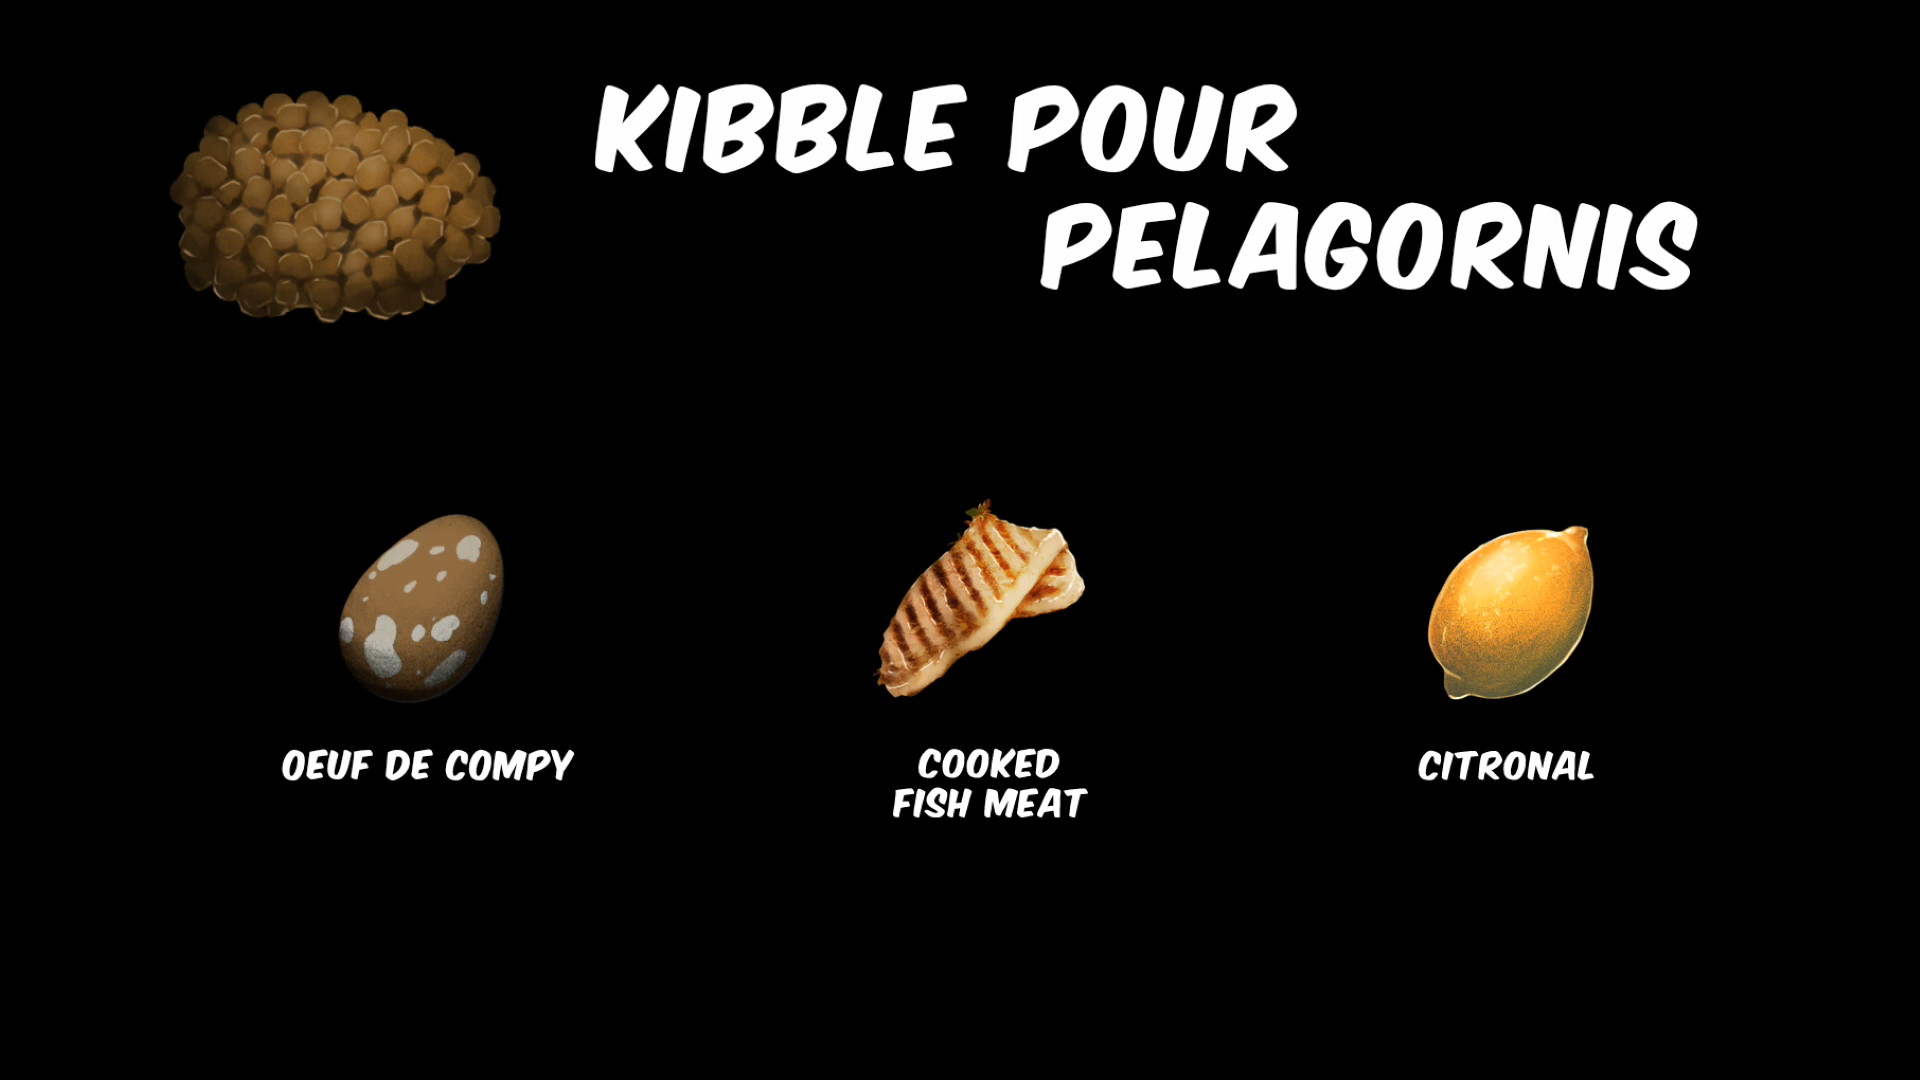 KIBBLE POUR
PELAGORNIS
OEUF DE COMPY
COOKED
FISH MEAT
CITRONAL